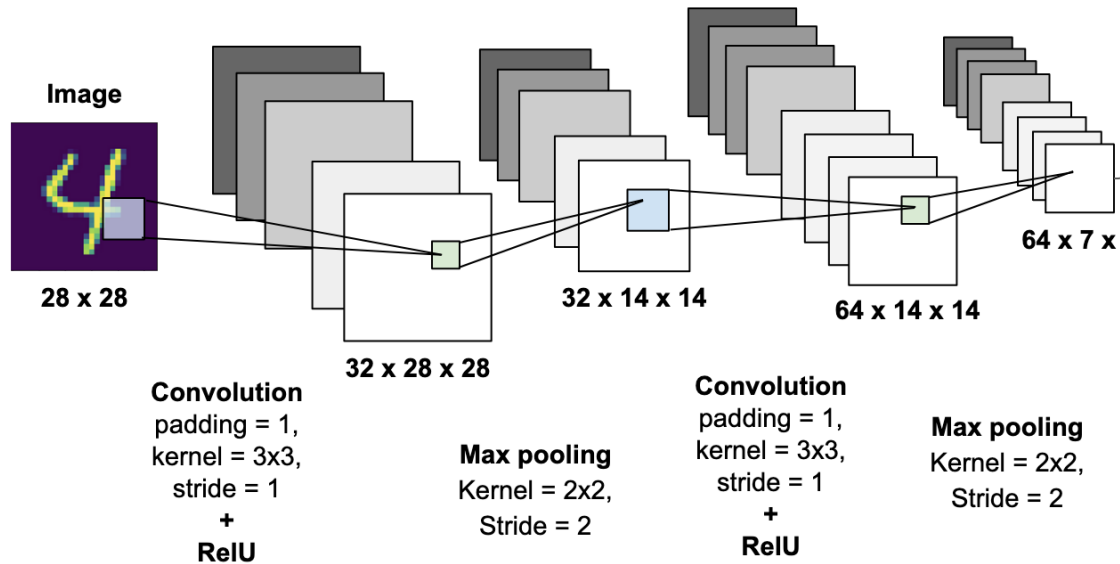 Image
28 x 28
32 x 28 x 28
32 x 14 x 14
64 x 14 x 14
64 x 7 x
Convolution
padding = 1,
kernel = 3x3,
stride = 1
+
RelU
Max pooling
Kernel = 2x2,
Stride = 2
Convolution
padding = 1,
kernel = 3x3,
stride = 1
+
RelU
Max pooling
Kernel = 2x2,
Stride = 2